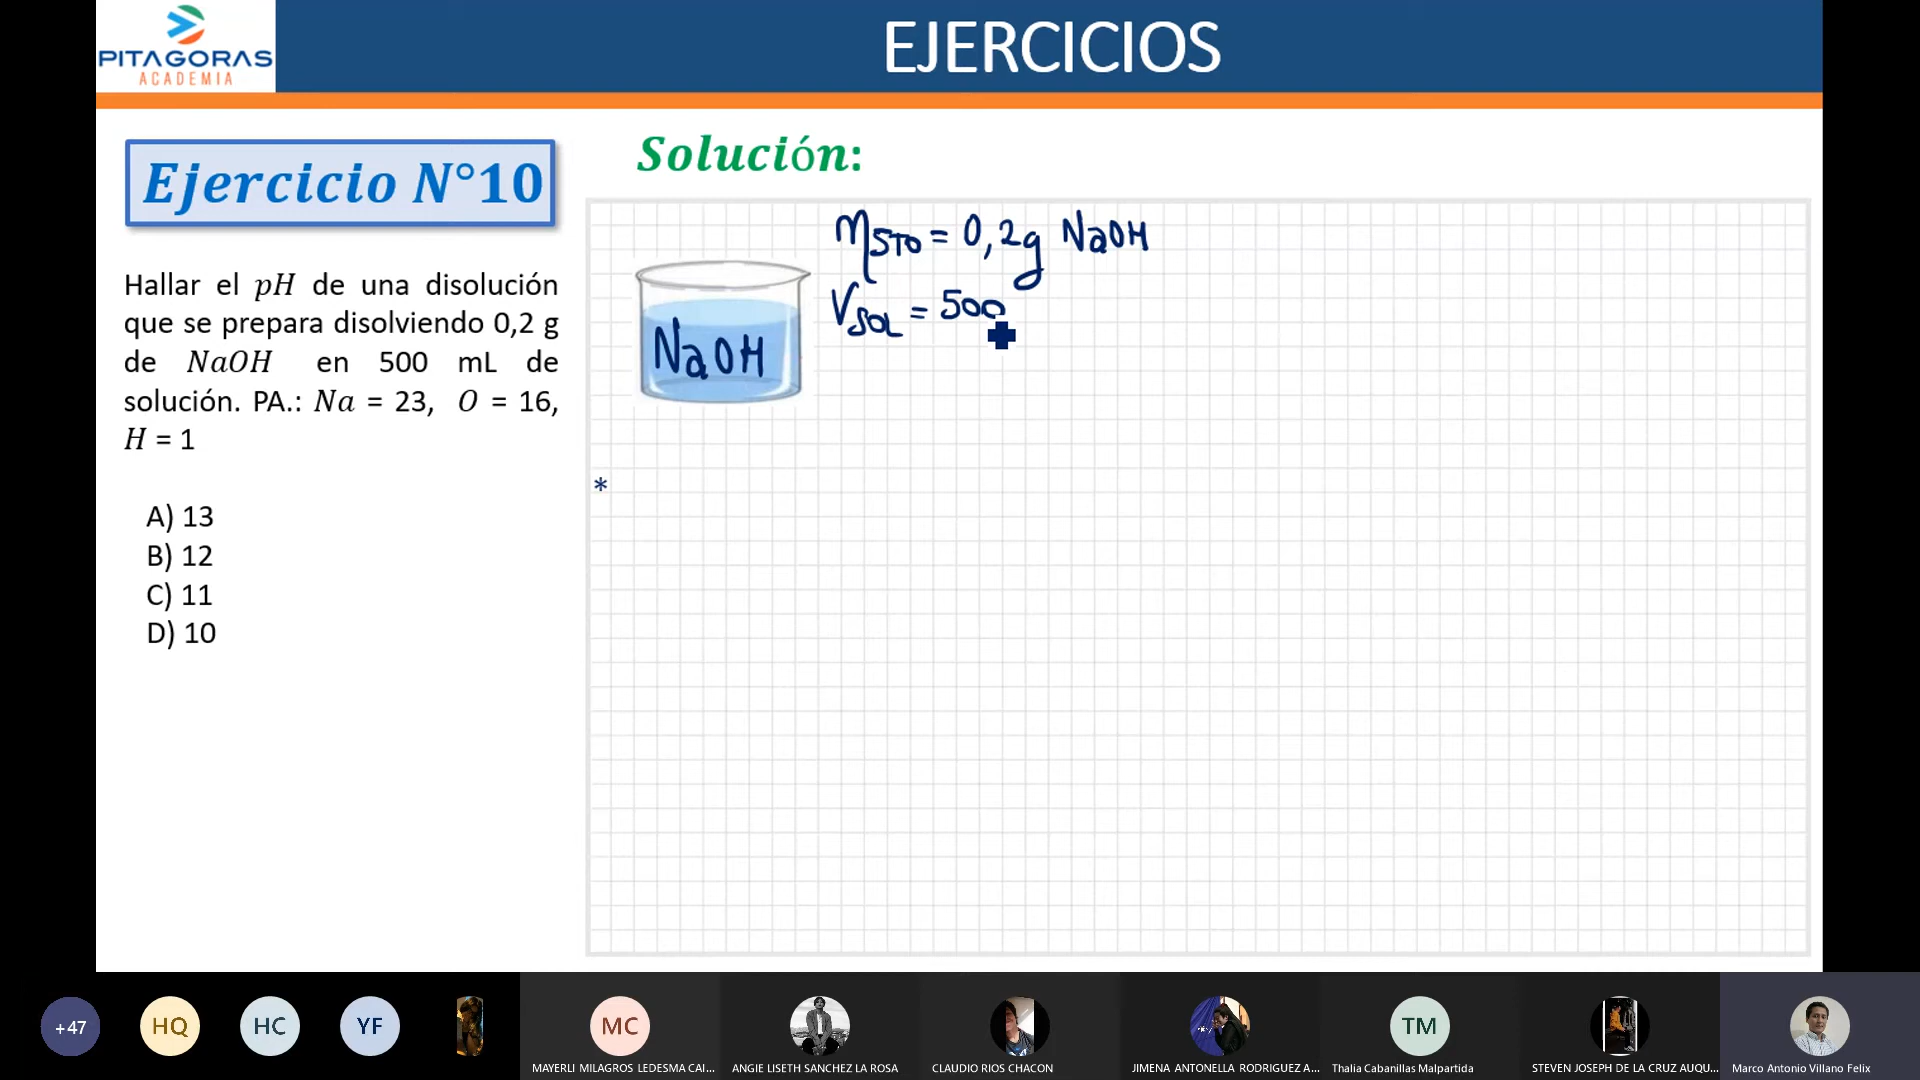 PITAGORAS
ACADEMIA
EJERCICIOS
Ejercicio N°10
Solución:
Hallar el pH de una disolución
que se prepara disolviendo 0,2 g
de NaOH en 500 mL de
solución. PA.: Na = 23, O = 16,
H = 1
A) 13
B) 12
C) 11
D) 10
mSTO = 0,2g NaOH
VSOL = 500
NaOH
*
+47
HQ
HC
YF
MC
TM
MAYERLI MILAGROS LEDESMA CAI...
ANGIE LISETH SANCHEZ LA ROSA
CLAUDIO RIOS CHACON
JIMENA ANTONELLA RODRIGUEZ A...
Thalia Cabanillas Malpartida
STEVEN JOSEPH DE LA CRUZ AUQU...
Marco Antonio Villano Felix